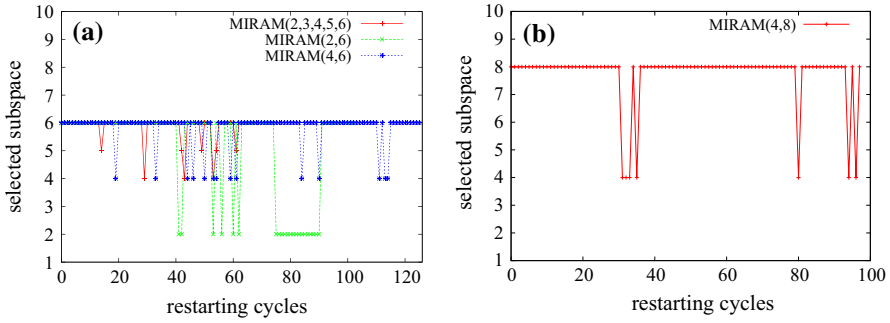 (a)
MIRAM(2,3,4,5,6)
MIRAM(2,6)
MIRAM(4,6)
selected subspace
10
9
8
7
6
5
4
3
2
1
0 20 40 60 80 100 120
restarting cycles
(b)
MIRAM(4,8)
selected subspace
10
9
8
7
6
5
4
3
2
1
0 20 40 60 80 100
restarting cycles